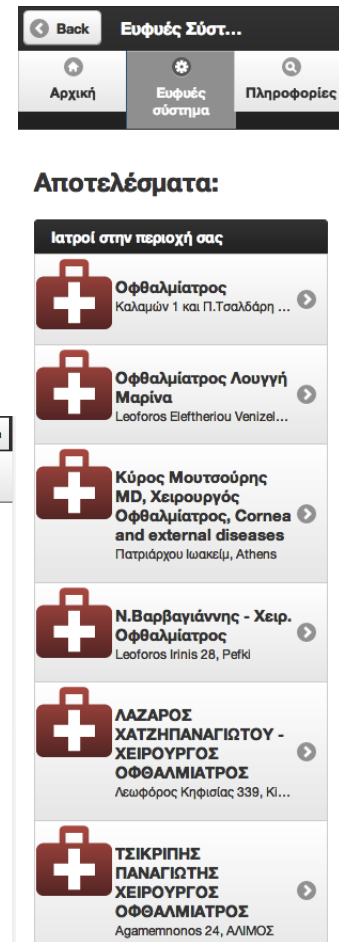 Back
Ευφυές Σύστ...
Αρχική
Ευφυές
σύστημα
Πληροφορίες
Αποτελέσματα:
Ιατροί στην περιοχή σας
Οφθαλμίατρος
Καλαμών 1 και Π.Τσαλδάρη ...
Οφθαλμίατρος Λουγγή
Μαρίνα
Leoforos Eleftheriou Venizel...
Κύρος Μουτσούρης
MD, Χειρουργός
Οφθαλμίατρος, Cornea
and external diseases
Πατριάρχου Ιωακείμ, Athens
Ν.Βαρβαγιάννης - Χειρ.
Οφθαλμίατρος
Leoforos Irinis 28, Pefki
ΛΑΖΑΡΟΣ
ΧΑΤΖΗΠΑΝΑΓΙΩΤΟΥ -
ΧΕΙΡΟΥΡΓΟΣ
ΟΦΘΑΛΜΙΑΤΡΟΣ
Λεωφόρος Κηφισίας 339, Ki...
ΤΣΙΚΡΙΠΗΣ
ΠΑΝΑΓΙΩΤΗΣ
ΧΕΙΡΟΥΡΓΟΣ
ΟΦΘΑΛΜΙΑΤΡΟΣ
Agamemnonos 24, ΑΛΙΜΟΣ